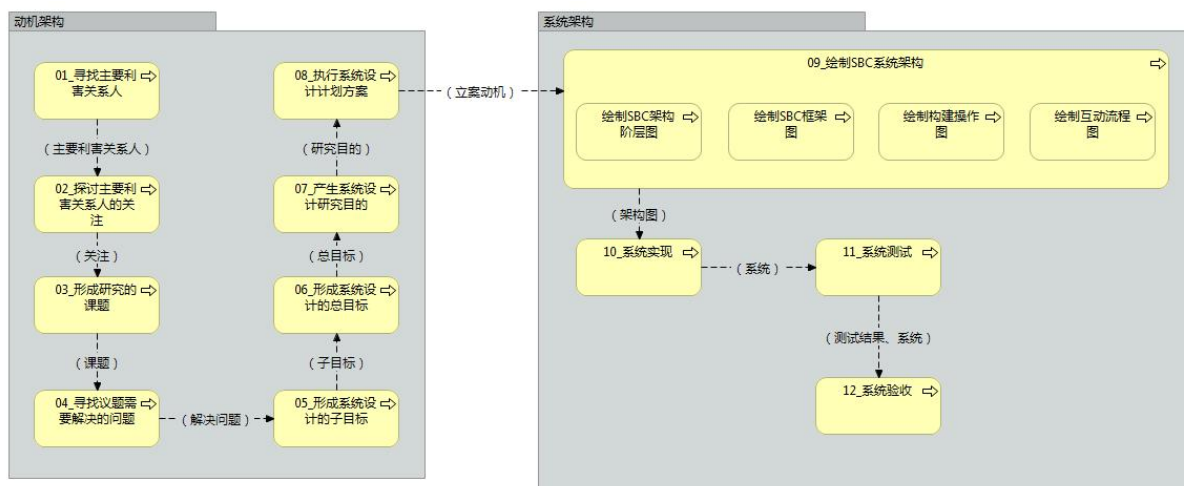 动机架构
01_寻找主要利
害关系人
（主要利害关系人）
02_探讨主要利
害关系人的关
注
（关注）
03_形成研究的
课题
（课题）
04_寻找议题需
要解决的问题
（解决问题）
05_形成系统设
计的子目标
（子目标）
06_形成系统设
计的总目标
（总目标）
07_产生系统设
计研究目的
（研究目的）
08_执行系统设
计计划方案
（立案动机）
系统架构
09_绘制SBC系统架构
绘制SBC架构
阶层图
绘制SBC框架
图
绘制构建操作
图
绘制互动流程
图
（架构图）
10_系统实现
（系统）
11_系统测试
（测试结果、系统）
12_系统验收